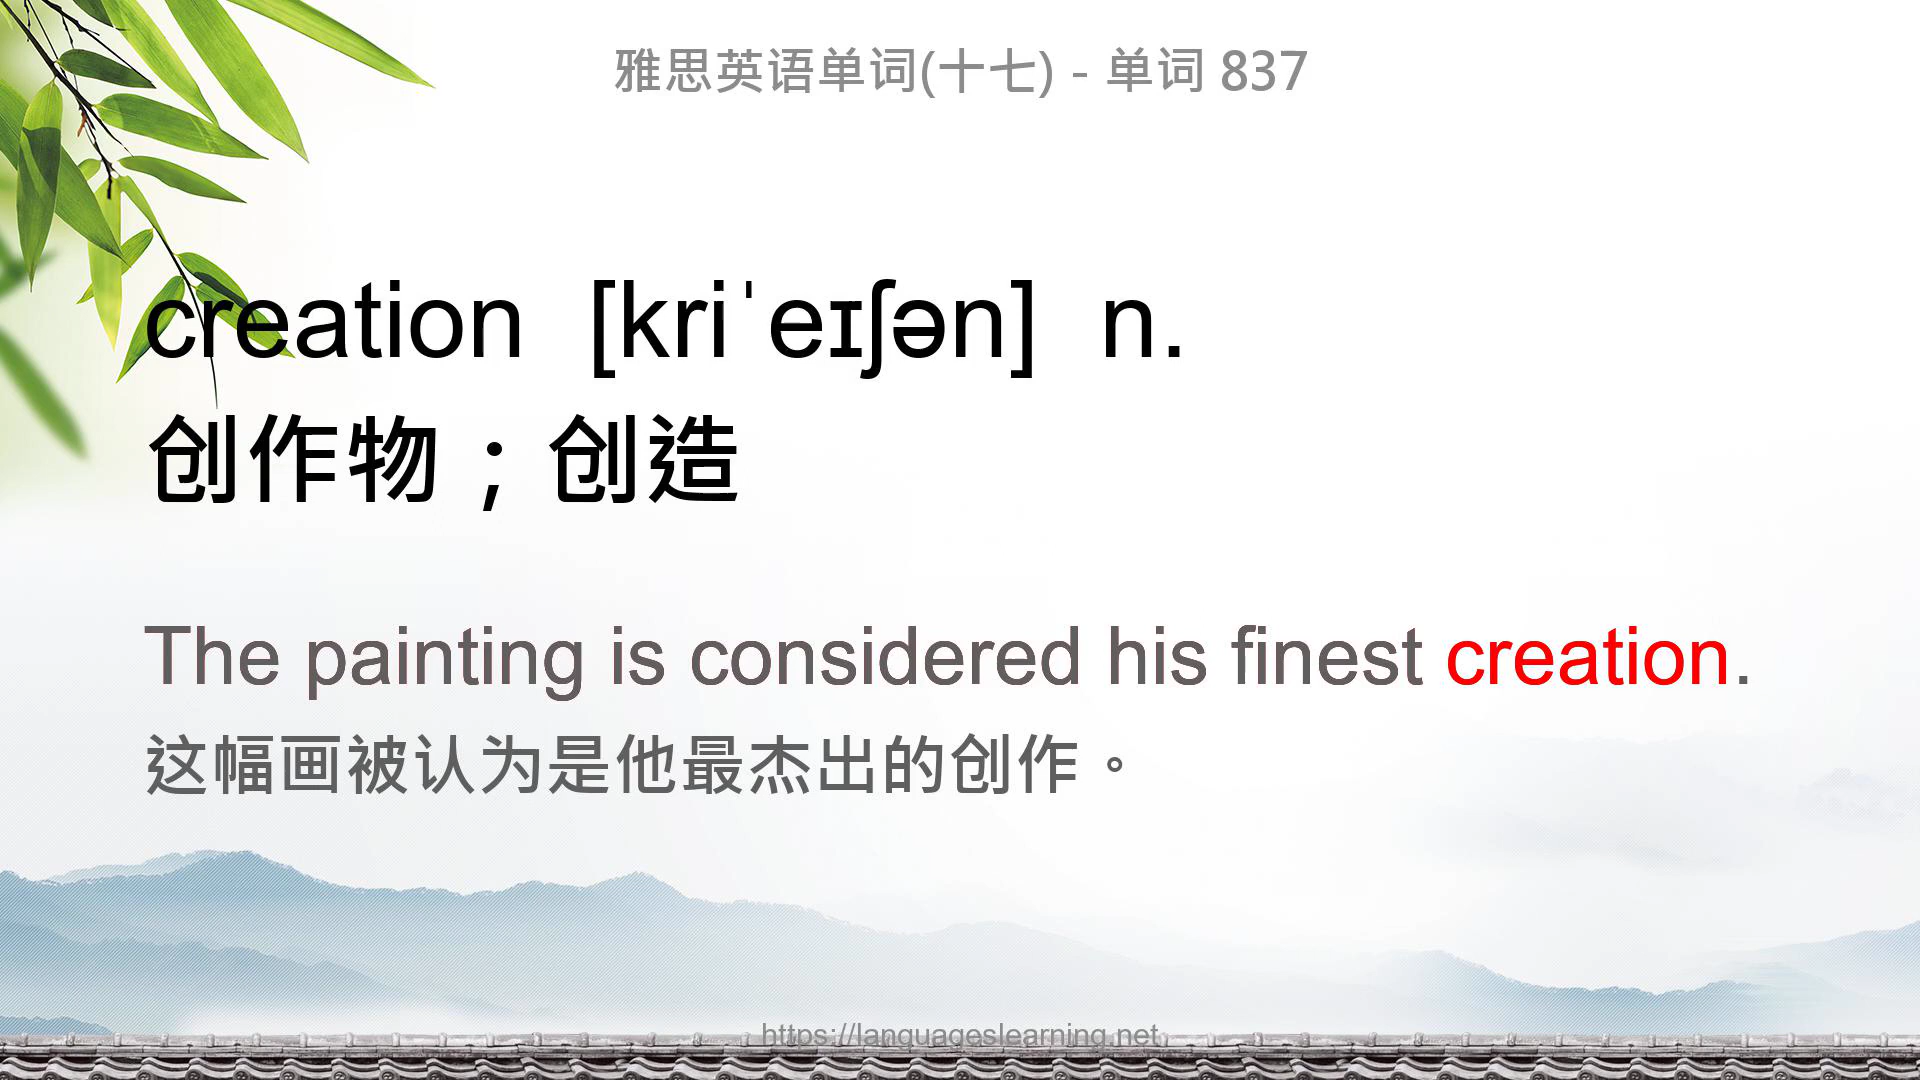 雅思英语单词(十七) - 单词 837
creation [kriˈeɪʃən] n.
创作物；创造
The painting is considered his finest creation.
这幅画被认为是他最杰出的创作。
https://languageslearning.net